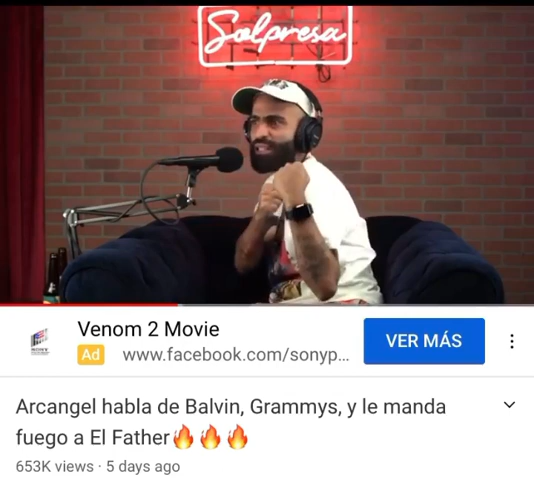 Salpresa
Venom 2 Movie
Ad
www.facebook.com/sonyp...
VER MÁS
Arcangel habla de Balvin, Grammys, y le manda
fuego a El Father🔥🔥🔥
653K views · 5 days ago